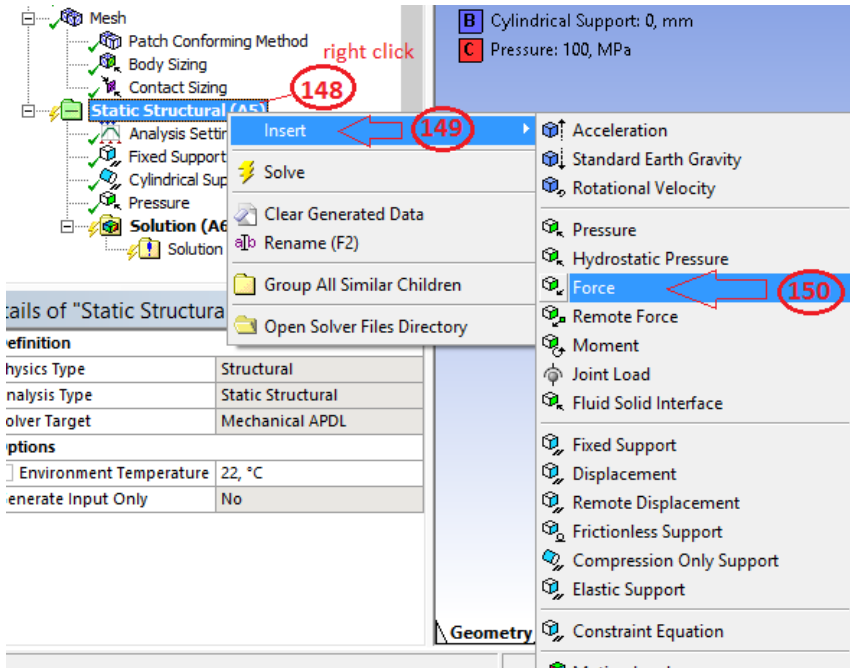 Mesh
Patch Conforming Method
Body Sizing
Contact Sizing
right click
148
Static Structural (A5)
Analysis Setti
Fixed Support
Cylindrical Sup
Pressure
Solution (A6
Solution
B Cylindrical Support: 0, mm
C Pressure: 100, MPa
Insert
149
Solve
Clear Generated Data
Rename (F2)
Group All Similar Children
Open Solver Files Directory
Acceleration
Standard Earth Gravity
Rotational Velocity
Pressure
Hydrostatic Pressure
Force
150
Remote Force
Moment
Joint Load
Fluid Solid Interface
Fixed Support
Displacement
Remote Displacement
Frictionless Support
Compression Only Support
Elastic Support
Constraint Equation
tails of "Static Structura
efinition
hysics Type Structural
nalysis Type Static Structural
olver Target Mechanical APDL
ptions
Environment Temperature 22, °C
enerate Input Only No
Geometry